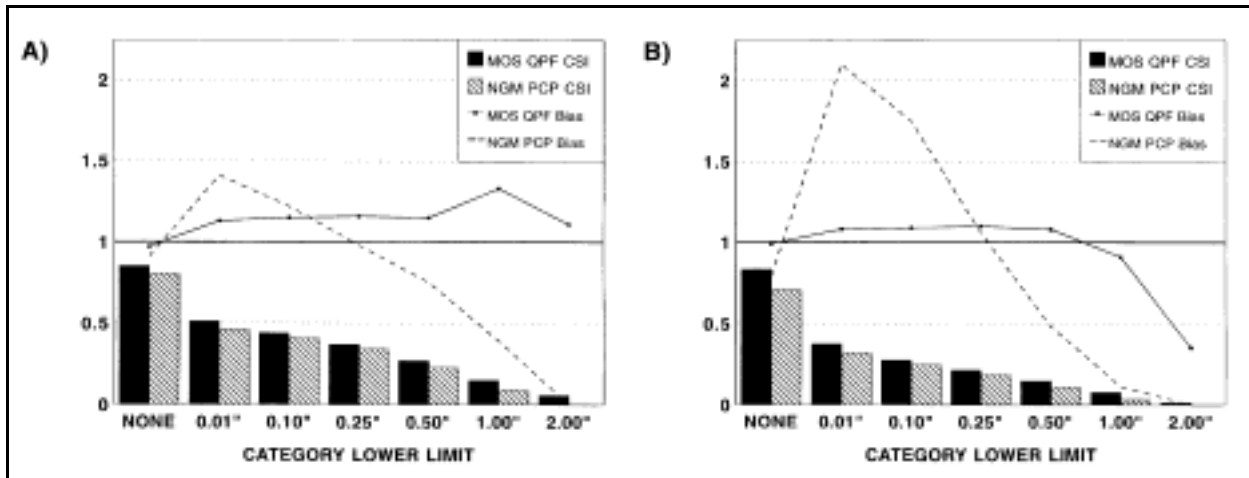 A)
MOS QPF CSI
NGM PCP CSI
MOS QPF Bias
NGM PCP Bias
2
1.5
1
0.5
0
NONE 0.01" 0.10" 0.25" 0.50" 1.00" 2.00"
CATEGORY LOWER LIMIT
B)
MOS QPF CSI
NGM PCP CSI
MOS QPF Bias
NGM PCP Bias
2
1.5
1
0.5
0
NONE 0.01" 0.10" 0.25" 0.50" 1.00" 2.00"
CATEGORY LOWER LIMIT